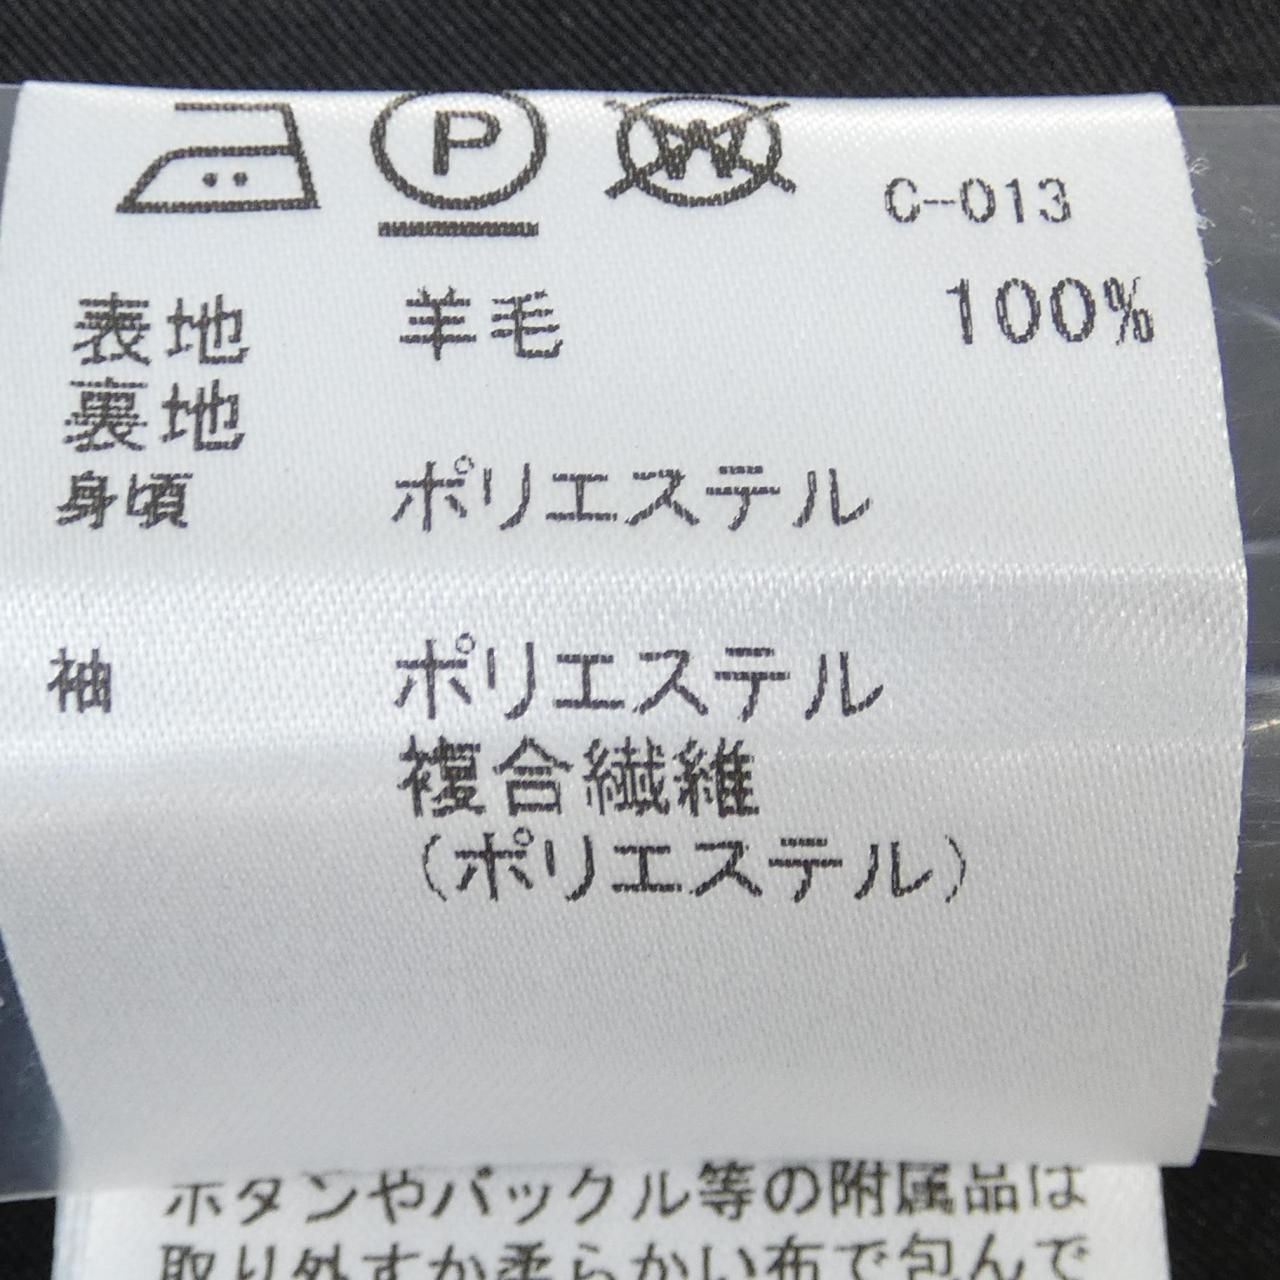 P W C-013
表地 羊毛 100%
裏地
身頃 ポリエステル
袖 ポリエステル
複合繊維
(ポリエステル)
ボタンやバックル等の附属品は
取り外すか柔らかい布で包んで